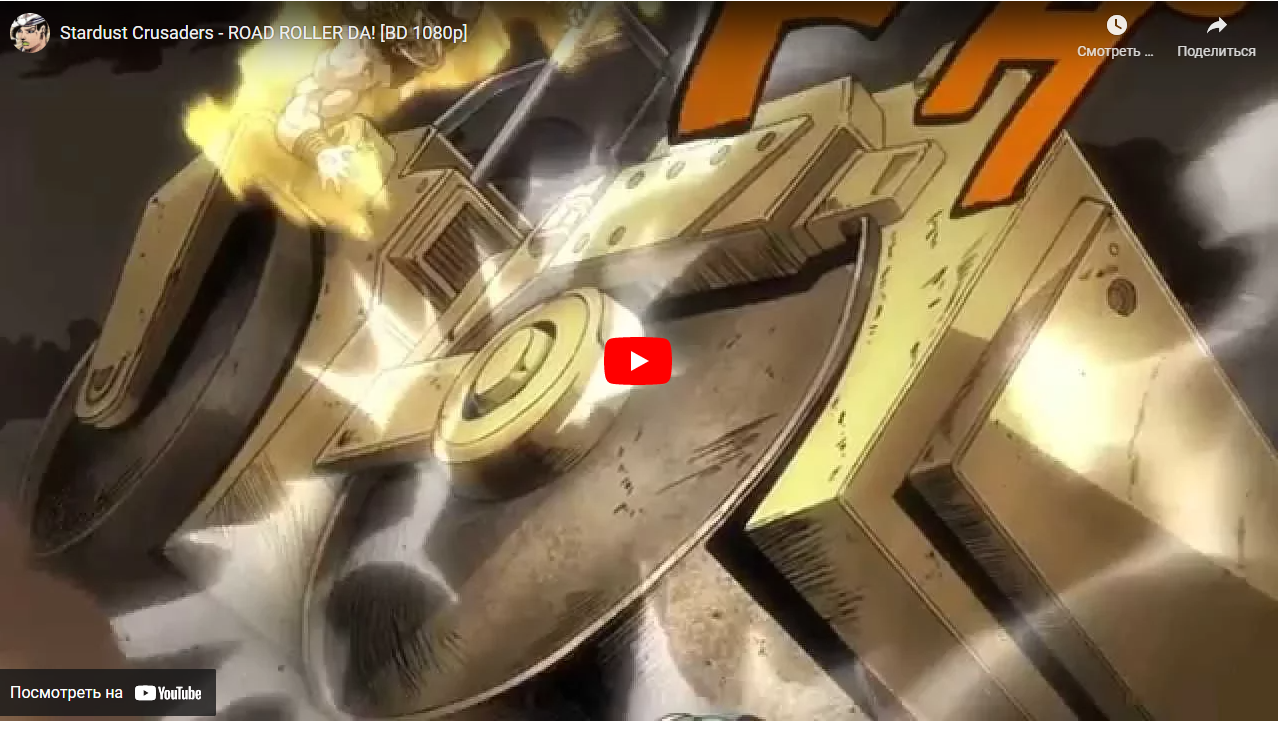 Stardust Crusaders - ROAD ROLLER DA! [BD 1080p]
Смотреть ...
Поделиться
Посмотреть на YouTube